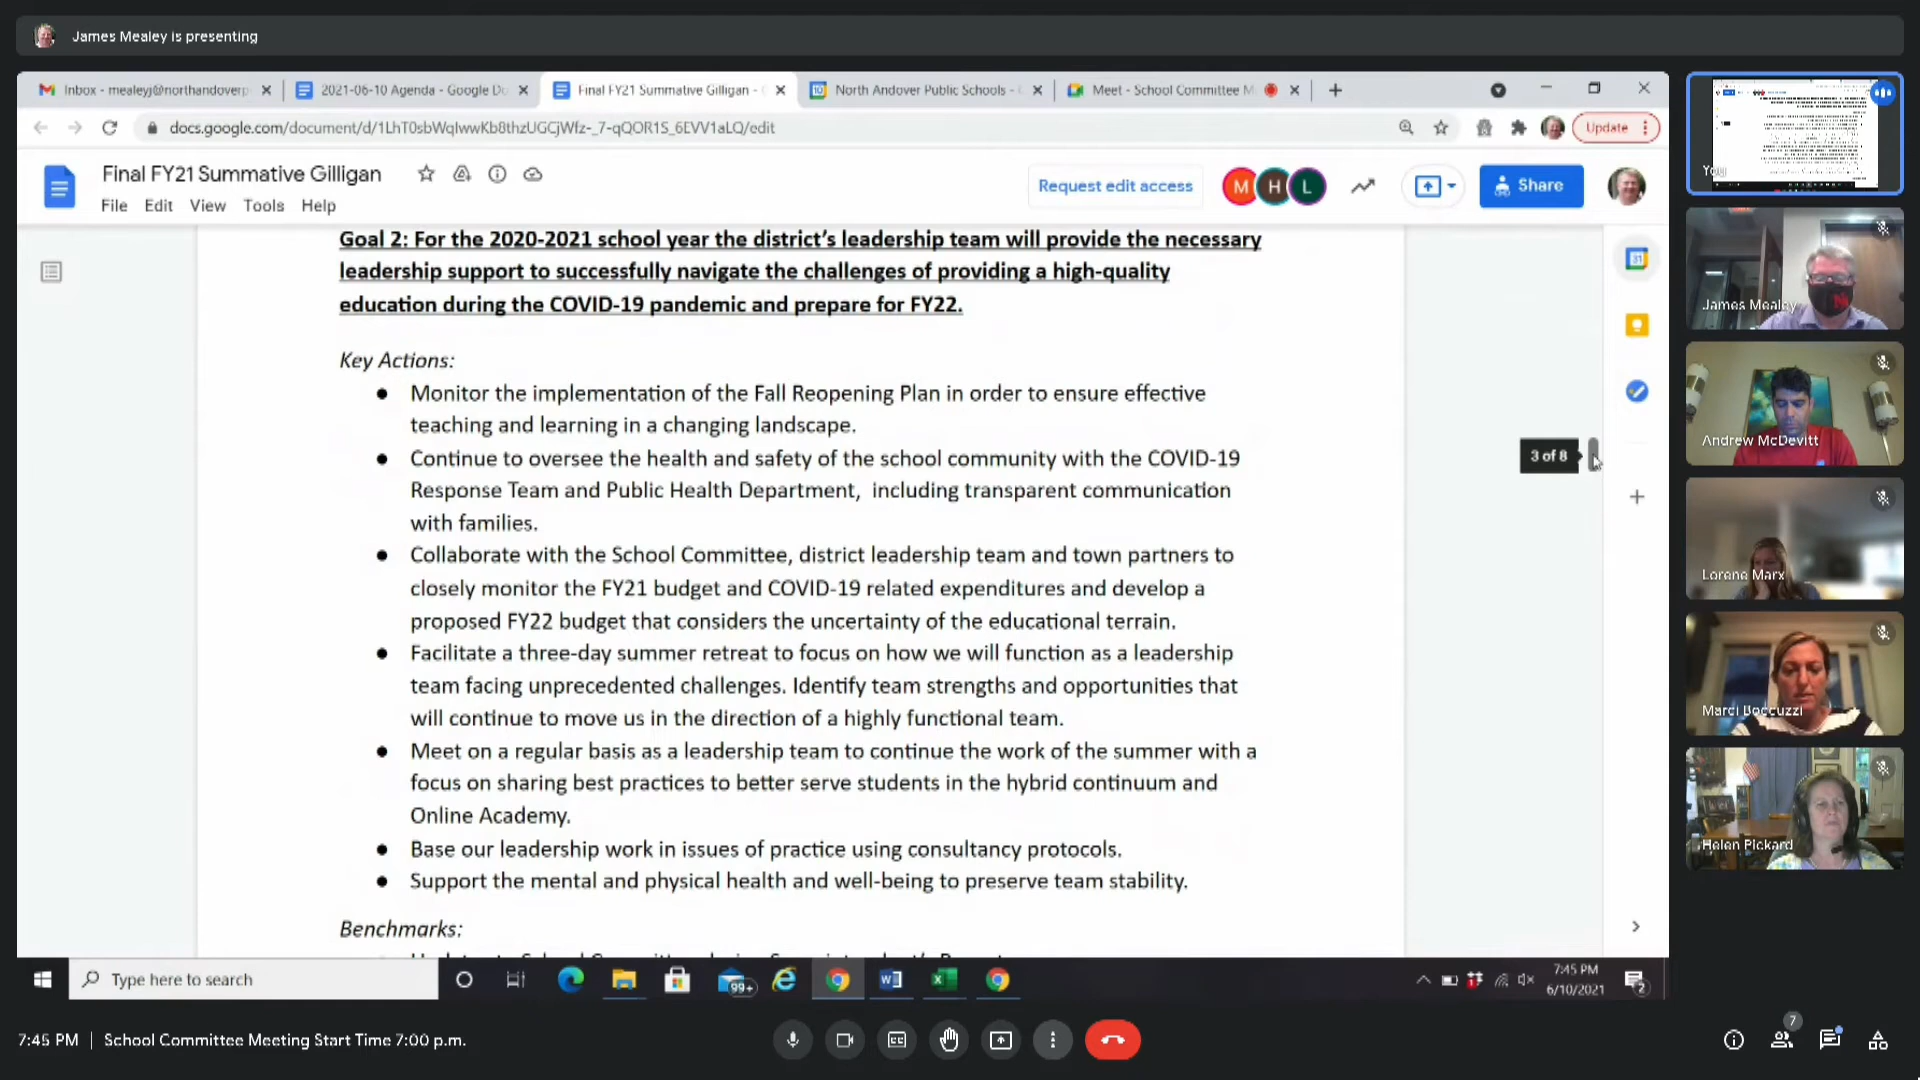 James Mealey is presenting
Inbox - mealeyj@northandoverp
2021-06-10 Agenda - Google Do
Final FY21 Summative Gilligan -
North Andover Public Schools -
Meet - School Committee M
docs.google.com/document/d/1LhT0sbWqIwwKb8thzUGCjWfz-_7-qQOR1S_6EVV1aLQ/edit
Update
Final FY21 Summative Gilligan
File Edit View Tools Help
Request edit access
M H L
Share
Goal 2: For the 2020-2021 school year the district's leadership team will provide the necessary
leadership support to successfully navigate the challenges of providing a high-quality
education during the COVID-19 pandemic and prepare for FY22.
Key Actions:
● Monitor the implementation of the Fall Reopening Plan in order to ensure effective
teaching and learning in a changing landscape.
● Continue to oversee the health and safety of the school community with the COVID-19
Response Team and Public Health Department, including transparent communication
with families.
● Collaborate with the School Committee, district leadership team and town partners to
closely monitor the FY21 budget and COVID-19 related expenditures and develop a
proposed FY22 budget that considers the uncertainty of the educational terrain.
● Facilitate a three-day summer retreat to focus on how we will function as a leadership
team facing unprecedented challenges. Identify team strengths and opportunities that
will continue to move us in the direction of a highly functional team.
● Meet on a regular basis as a leadership team to continue the work of the summer with a
focus on sharing best practices to better serve students in the hybrid continuum and
Online Academy.
● Base our leadership work in issues of practice using consultancy protocols.
● Support the mental and physical health and well-being to preserve team stability.
Benchmarks:
3 of 8
31
You
James Mealey
Andrew McDevitt
Lorene Marx
Marci Boccuzzi
Helen Pickard
Type here to search
99+
7:45 PM
6/10/2021
2
7:45 PM | School Committee Meeting Start Time 7:00 p.m.
7